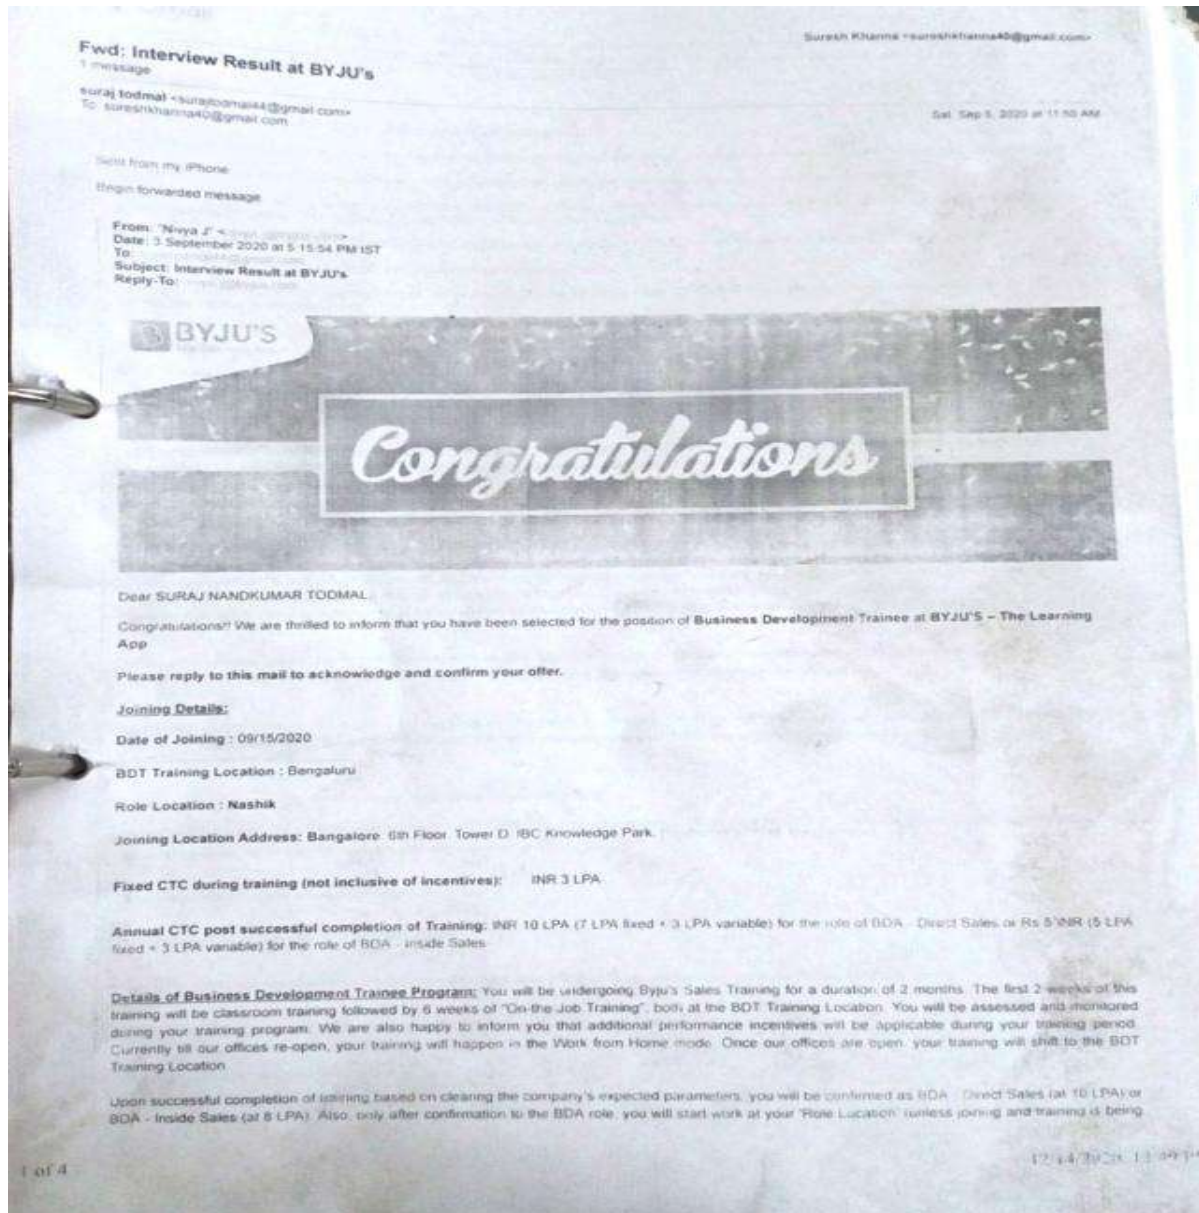 Suresh Khanna <sureshkhanna40@gmail.com>
Fwd: Interview Result at BYJU's
1 message
suraj todmal <surajtodmal44@gmail.com>
To: sureshkhanna40@gmail.com
Sat, Sep 5, 2020 at 11:50 AM
Sent from my iPhone
Begin forwarded message
From: "Nivya J" <
Date: 3 September 2020 at 5:15:54 PM IST
To:
Subject: Interview Result at BYJU's
Reply-To:
BYJU'S
Congratulations
Dear SURAJ NANDKUMAR TODMAL,
Congratulations!! We are thrilled to inform that you have been selected for the position of Business Development Trainee at BYJU'S – The Learning
App
Please reply to this mail to acknowledge and confirm your offer.
Joining Details:
Date of Joining : 09/15/2020
BDT Training Location : Bengaluru
Role Location : Nashik
Joining Location Address: Bangalore, 6th Floor, Tower D, IBC Knowledge Park,
Fixed CTC during training (not inclusive of incentives): INR 3 LPA
Annual CTC post successful completion of Training: INR 10 LPA (7 LPA fixed + 3 LPA variable) for the role of BDA - Direct Sales or Rs 5 INR (5 LPA
fixed + 3 LPA variable) for the role of BDA - Inside Sales
Details of Business Development Trainee Program: You will be undergoing Byju's Sales Training for a duration of 2 months. The first 2 weeks of this
training will be classroom training followed by 6 weeks of "On-the Job Training", both at the BDT Training Location. You will be assessed and monitored
during your training program. We are also happy to inform you that additional performance incentives will be applicable during your training period.
Currently till our offices re-open, your training will happen in the Work from Home mode. Once our offices are open, your training will shift to the BDT
Training Location
Upon successful completion of training based on clearing the company's expected parameters, you will be confirmed as BDA - Direct Sales (at 10 LPA) or
BDA - Inside Sales (at 8 LPA). Also, only after confirmation to the BDA role, you will start work at your 'Role Location' (unless joining and training is being
1 of 4